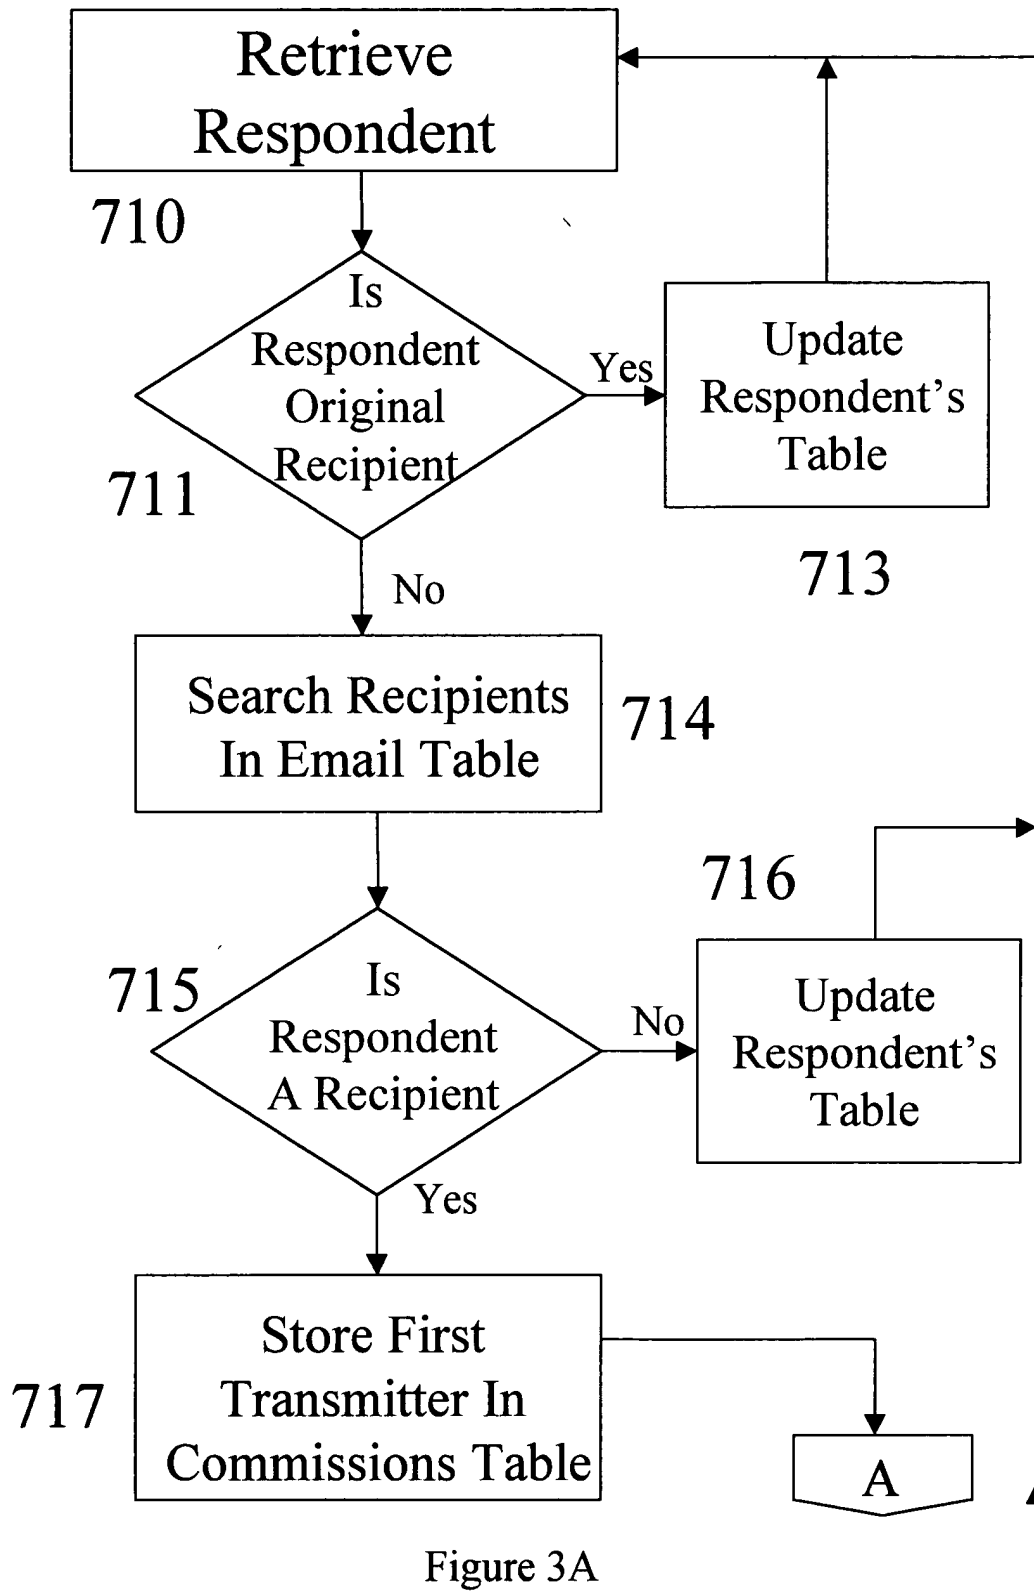 Retrieve
Respondent
710
Is
Respondent
Original
Recipient
711
Yes
Update
Respondent's
Table
713
No
Search Recipients
In Email Table
714
715
Is
Respondent
A Recipient
No
716
Update
Respondent's
Table
Yes
717
Store First
Transmitter In
Commissions Table
A
Figure 3A